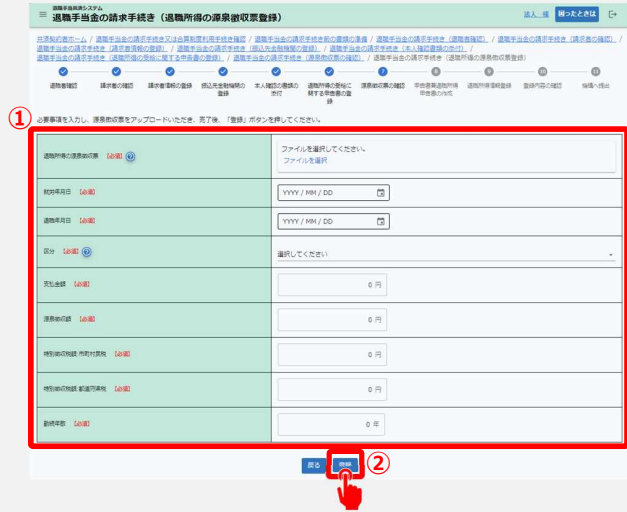 退職手当共済システム
退職手当金の請求手続き（退職所得の源泉徴収票登録）
法人 様 困ったときは
共済契約者ホーム / 退職手当金の請求手続き又は合算制度利用手続き確認 / 退職手当金の請求手続き前の書類の準備 / 退職手当金の請求手続き（退職者確認） / 退職手当金の請求手続き（請求者の確認） /
退職手当金の請求手続き（請求者情報の登録） / 退職手当金の請求手続き（振込先金融機関の登録） / 退職手当金の請求手続き（本人確認書類の添付） /
退職手当金の請求手続き（退職所得の受給に関する申告書の登録） / 退職手当金の請求手続き（源泉徴収票の確認） / 退職手当金の請求手続き（退職所得の源泉徴収票登録）
7 8 9 10 11
退職者確認 請求者の確認 請求者情報の登録 振込先金融機関の登録 本人確認の書類の添付 退職所得の受給に関する申告書の登録 源泉徴収票の確認 申告書兼退職所得申告書の作成 退職所得情報登録 登録内容の確認 機構へ提出
①
必要事項を入力し、源泉徴収票をアップロードいただき、完了後、「登録」ボタンを押してください。
退職所得の源泉徴収票 【必須】 ?
ファイルを選択してください。
ファイルを選択
就労年月日 【必須】 YYYY / MM / DD
退職年月日 【必須】 YYYY / MM / DD
区分 【必須】 ? 選択してください
支払金額 【必須】 0 円
源泉徴収額 【必須】 0 円
特別徴収税額:市町村民税 【必須】 0 円
特別徴収税額:都道府県税 【必須】 0 円
勤続年数 【必須】 0 年
戻る 登録 ②